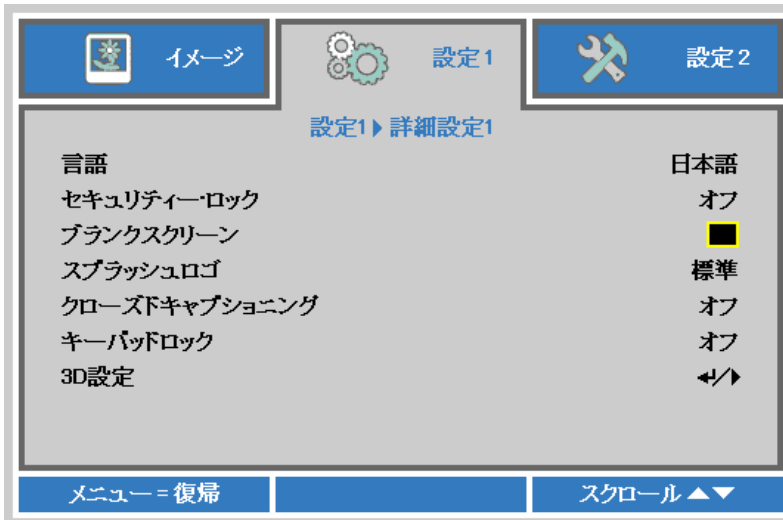 イメージ
設定1
設定2
設定1▶詳細設定1
言語 日本語
セキュリティー・ロック オフ
ブランクスクリーン
スプラッシュロゴ 標準
クローズドキャプショニング オフ
キーパッドロック オフ
3D設定 ↵/▶
メニュー=復帰
スクロール▲▼